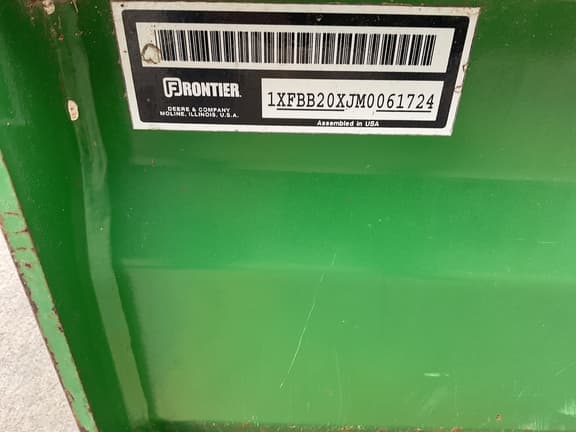 FRONTIER
DEERE & COMPANY
MOLINE, ILLINOIS, U.S.A.
1XFBB20XJM0061724
Assembled in USA